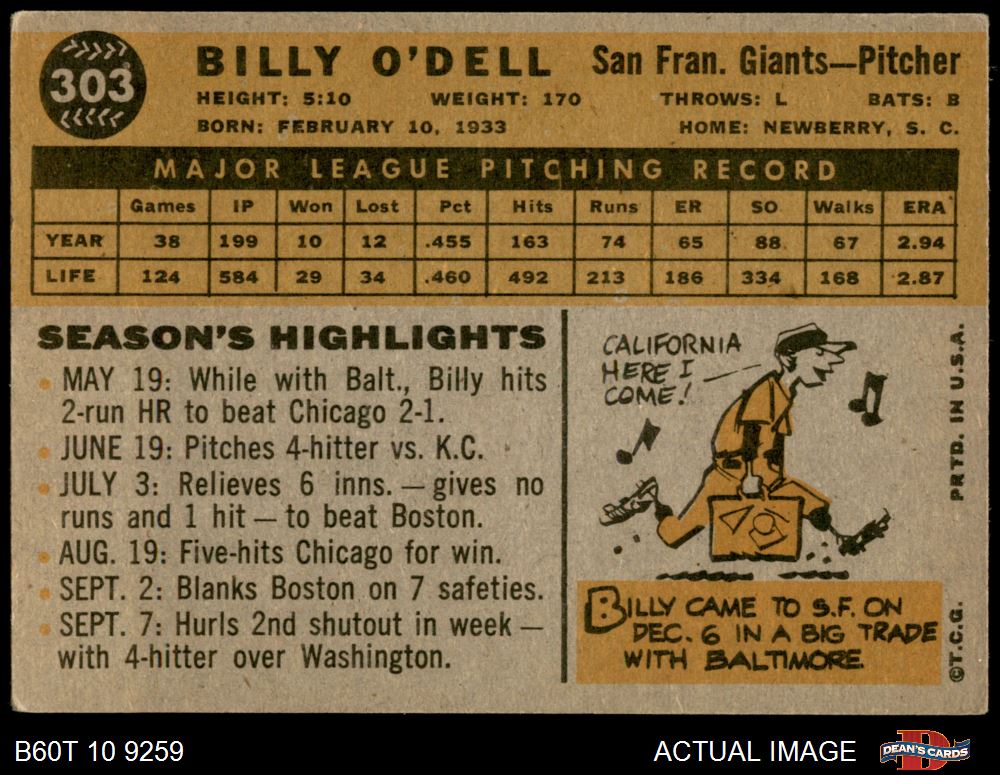 303
BILLY O'DELL
San Fran. Giants—Pitcher
HEIGHT: 5:10 WEIGHT: 170 THROWS: L BATS: B
BORN: FEBRUARY 10, 1933 HOME: NEWBERRY, S. C.
MAJOR LEAGUE PITCHING RECORD
Games IP Won Lost Pct Hits Runs ER SO Walks ERA
YEAR 38 199 10 12 .455 163 74 65 88 67 2.94
LIFE 124 584 29 34 .460 492 213 186 334 168 2.87
SEASON'S HIGHLIGHTS
• MAY 19: While with Balt., Billy hits
2-run HR to beat Chicago 2-1.
• JUNE 19: Pitches 4-hitter vs. K.C.
• JULY 3: Relieves 6 inns. — gives no
runs and 1 hit — to beat Boston.
• AUG. 19: Five-hits Chicago for win.
• SEPT. 2: Blanks Boston on 7 safeties.
• SEPT. 7: Hurls 2nd shutout in week —
with 4-hitter over Washington.
CALIFORNIA
HERE I
COME!
BILLY CAME TO S.F. ON
DEC. 6 IN A BIG TRADE
WITH BALTIMORE
PRTD. IN U.S.A.
©T.C.G.
B60T 10 9259
ACTUAL IMAGE
DEAN'S CARDS